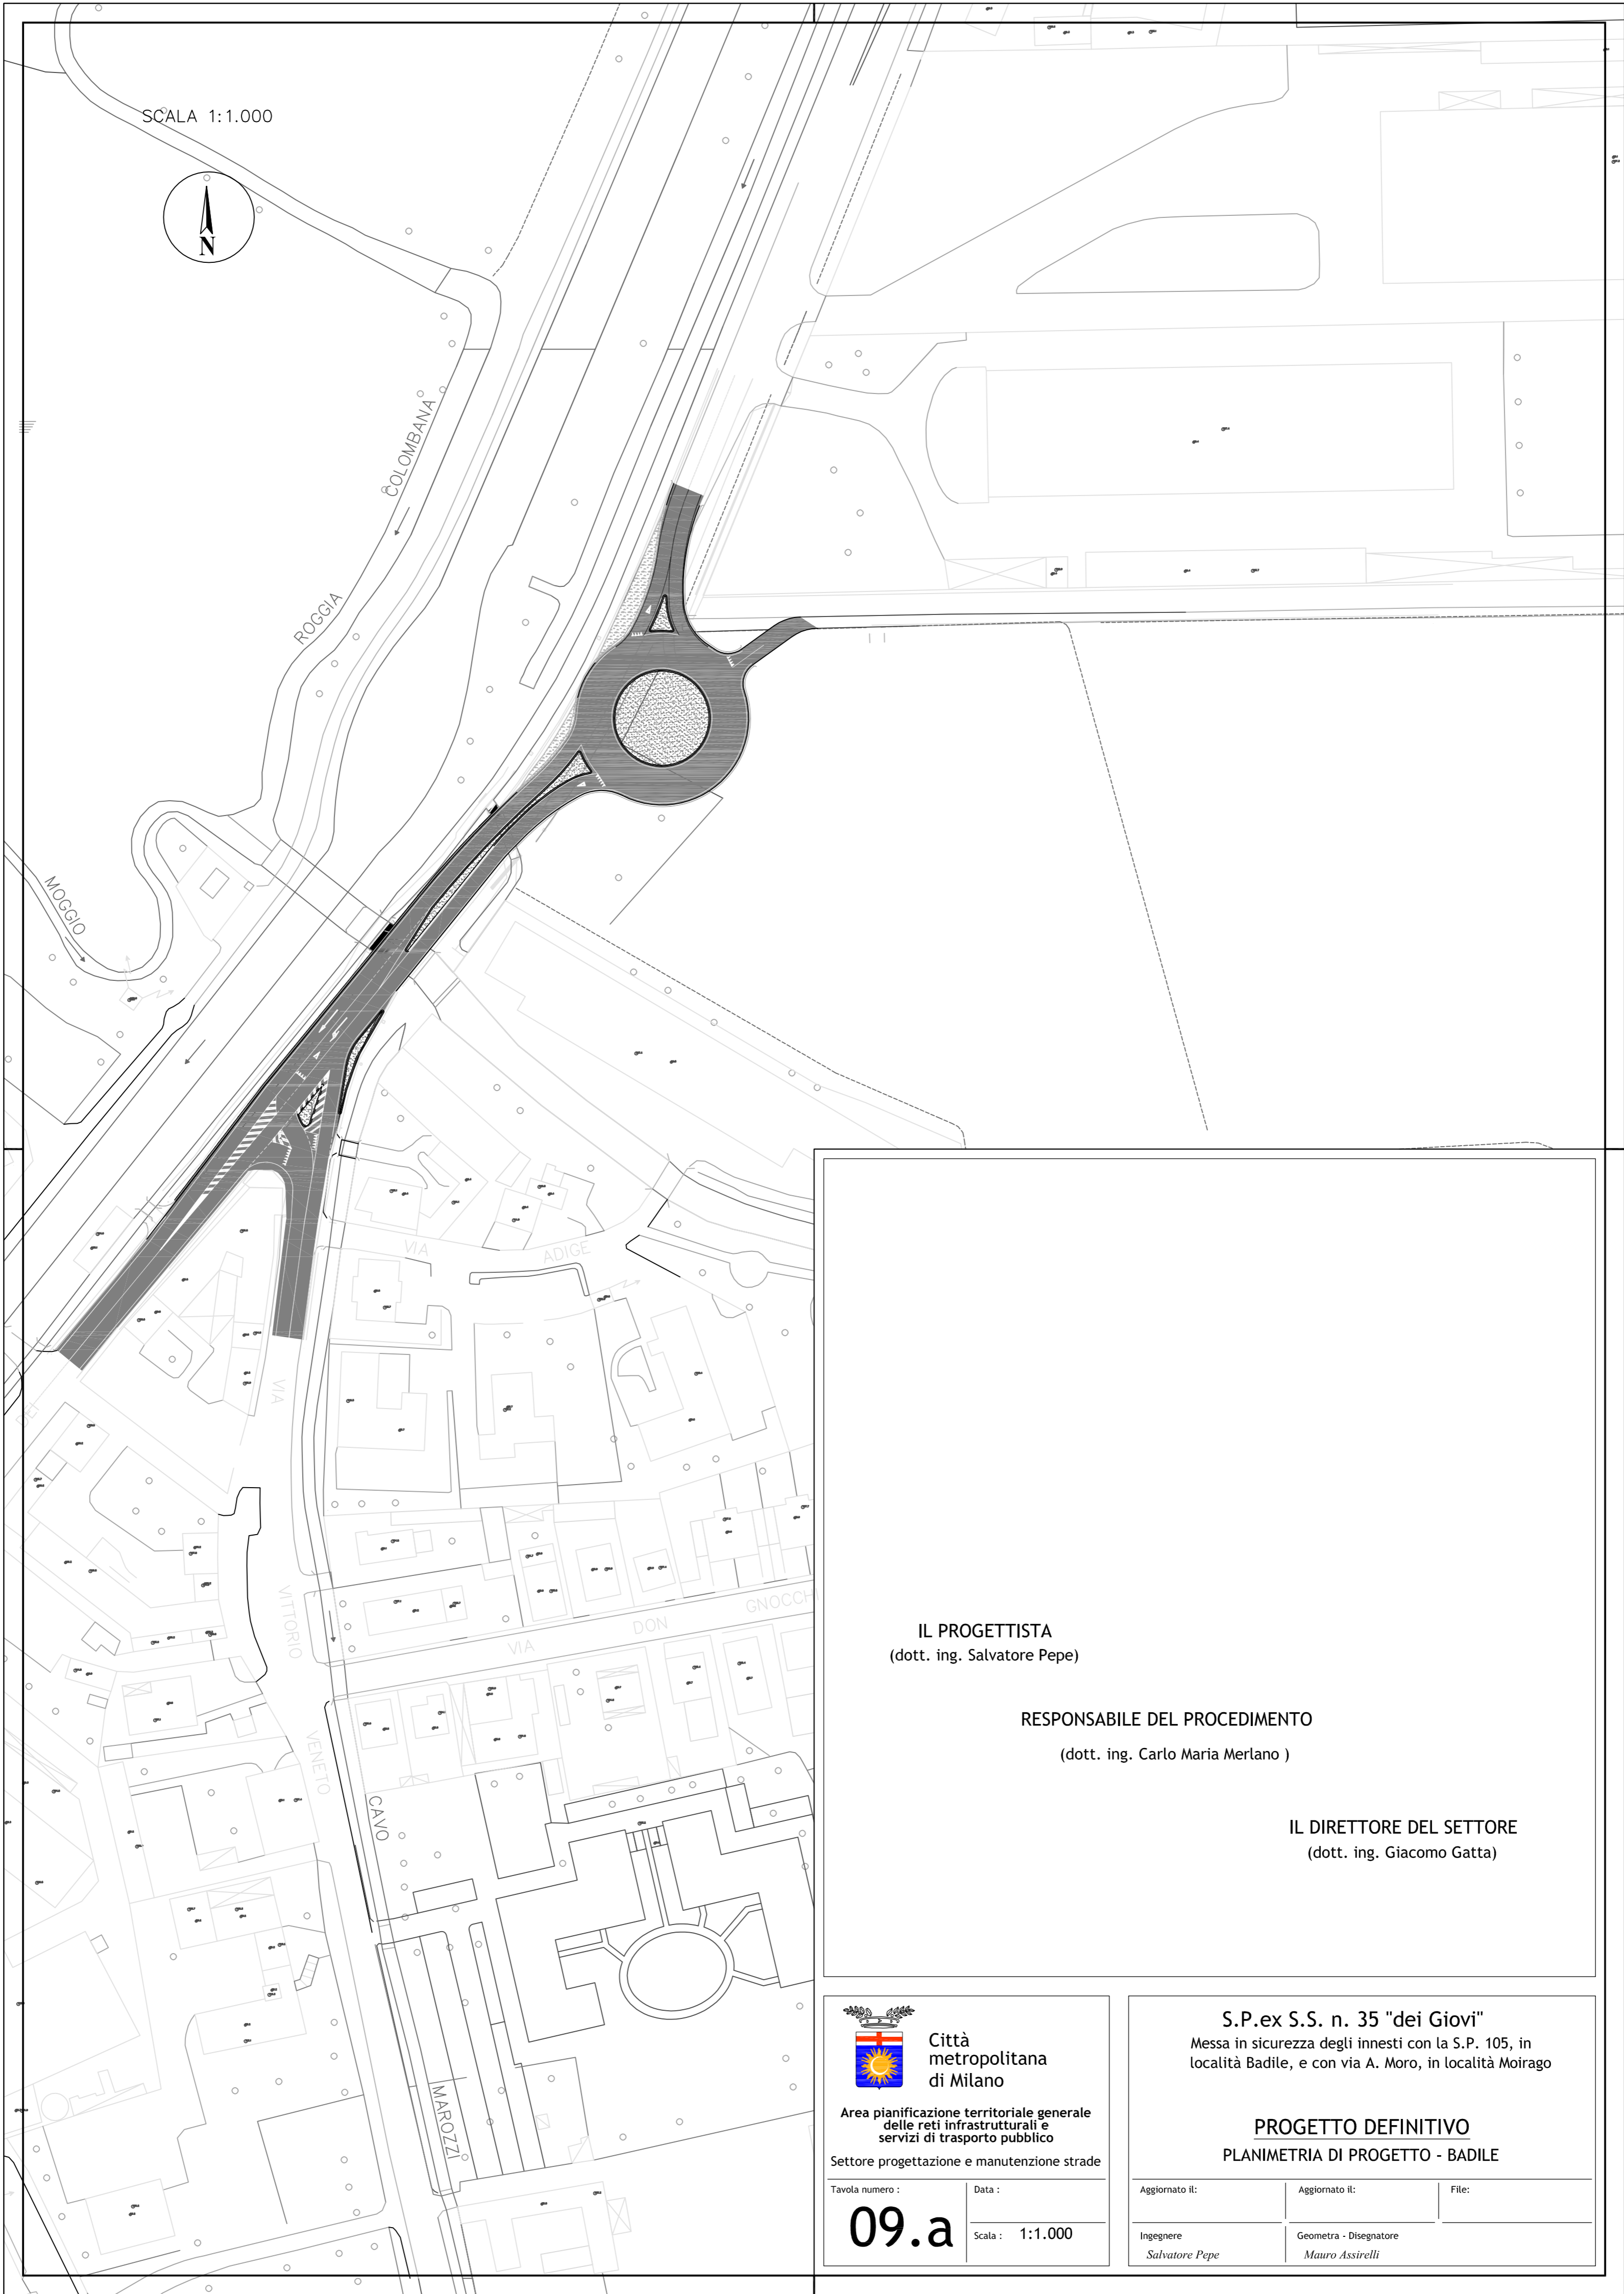 SCALA 1:1.000
N
COLOMBANA
ROGGIA
MOGGIO
VIA
ADIGE
VIA
VITTORIO
VENETO
VIA
DON
GNOCCHI
CAVO
MAROZZI
IL PROGETTISTA
(dott. ing. Salvatore Pepe)
RESPONSABILE DEL PROCEDIMENTO
(dott. ing. Carlo Maria Merlano )
IL DIRETTORE DEL SETTORE
(dott. ing. Giacomo Gatta)
Città
metropolitana
di Milano
Area pianificazione territoriale generale
delle reti infrastrutturali e
servizi di trasporto pubblico
Settore progettazione e manutenzione strade
Tavola numero :
09.a
Data :
Scala : 1:1.000
S.P.ex S.S. n. 35 "dei Giovi"
Messa in sicurezza degli innesti con la S.P. 105, in
località Badile, e con via A. Moro, in località Moirago
PROGETTO DEFINITIVO
PLANIMETRIA DI PROGETTO - BADILE
Aggiornato il:
Aggiornato il:
File:
Ingegnere
Salvatore Pepe
Geometra - Disegnatore
Mauro Assirelli